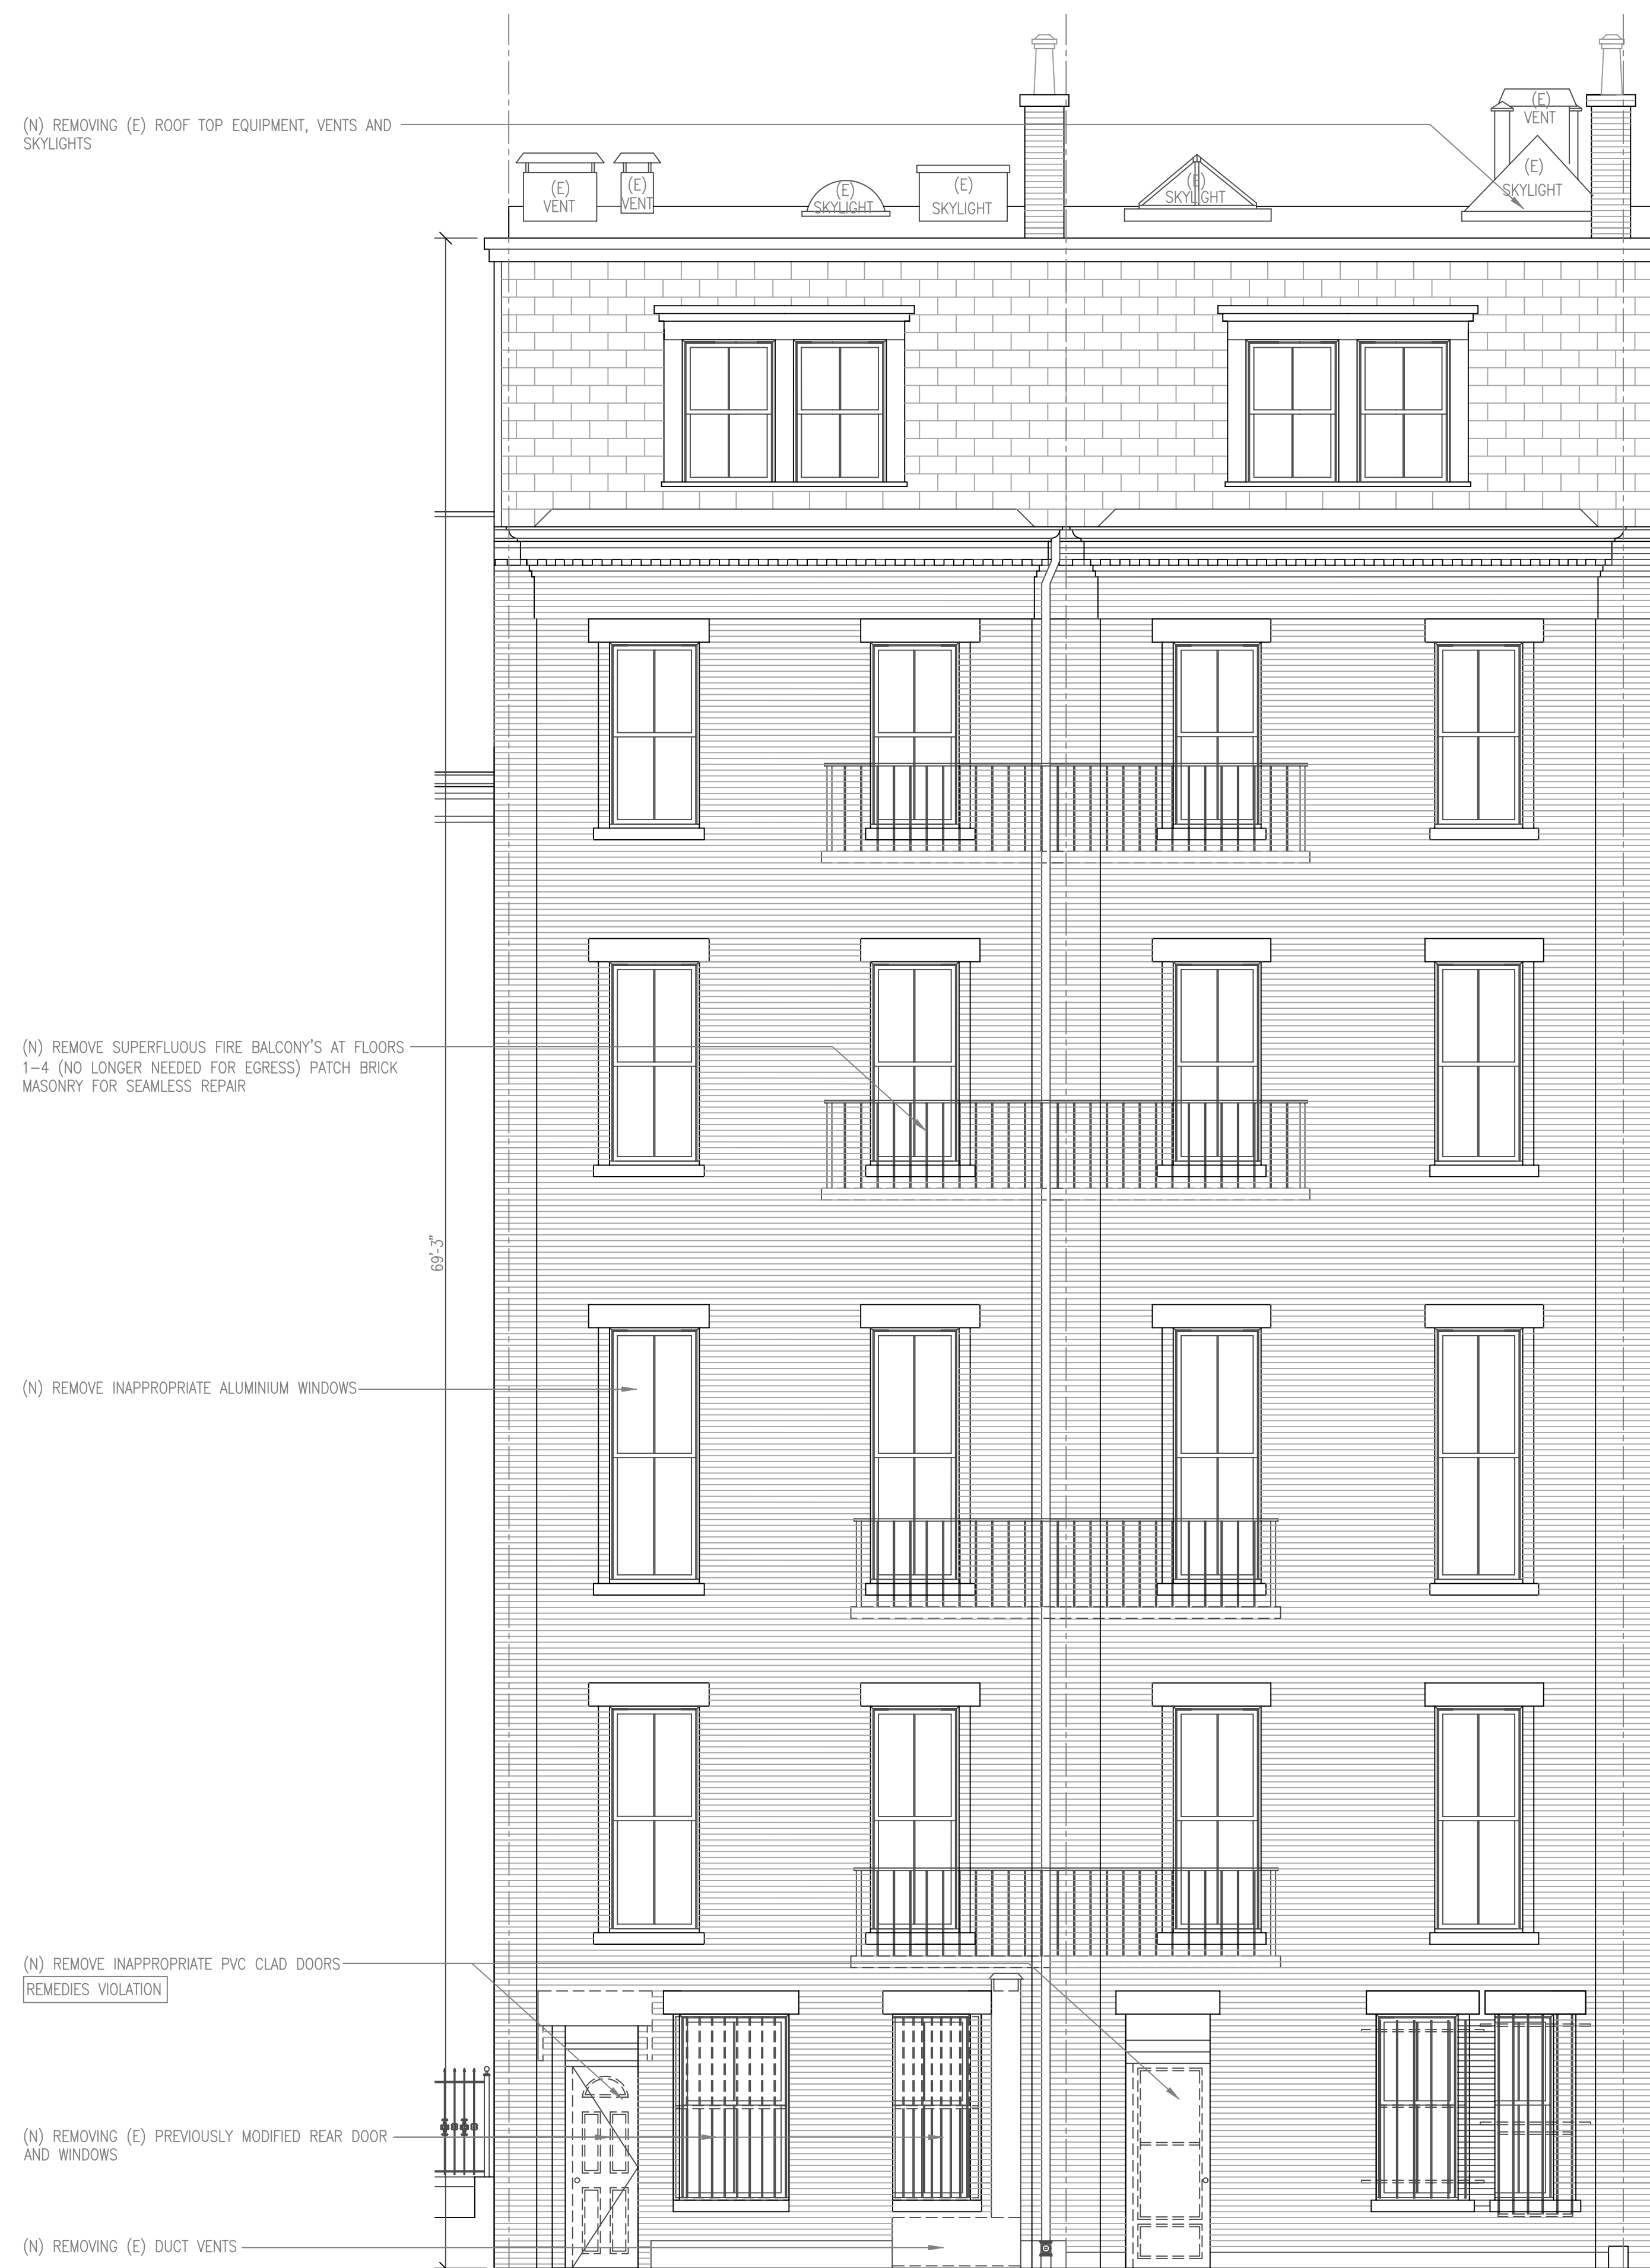 (N) REMOVING (E) ROOF TOP EQUIPMENT, VENTS AND
SKYLIGHTS
(E)
VENT
(E)
VENT
(E)
SKYLIGHT
(E)
SKYLIGHT
(E)
SKYLIGHT
(E)
VENT
(E)
SKYLIGHT
(N) REMOVE SUPERFLUOUS FIRE BALCONY'S AT FLOORS
1-4 (NO LONGER NEEDED FOR EGRESS) PATCH BRICK
MASONRY FOR SEAMLESS REPAIR
69'-3"
(N) REMOVE INAPPROPRIATE ALUMINIUM WINDOWS
(N) REMOVE INAPPROPRIATE PVC CLAD DOORS
REMEDIES VIOLATION
(N) REMOVING (E) PREVIOUSLY MODIFIED REAR DOOR
AND WINDOWS
(N) REMOVING (E) DUCT VENTS